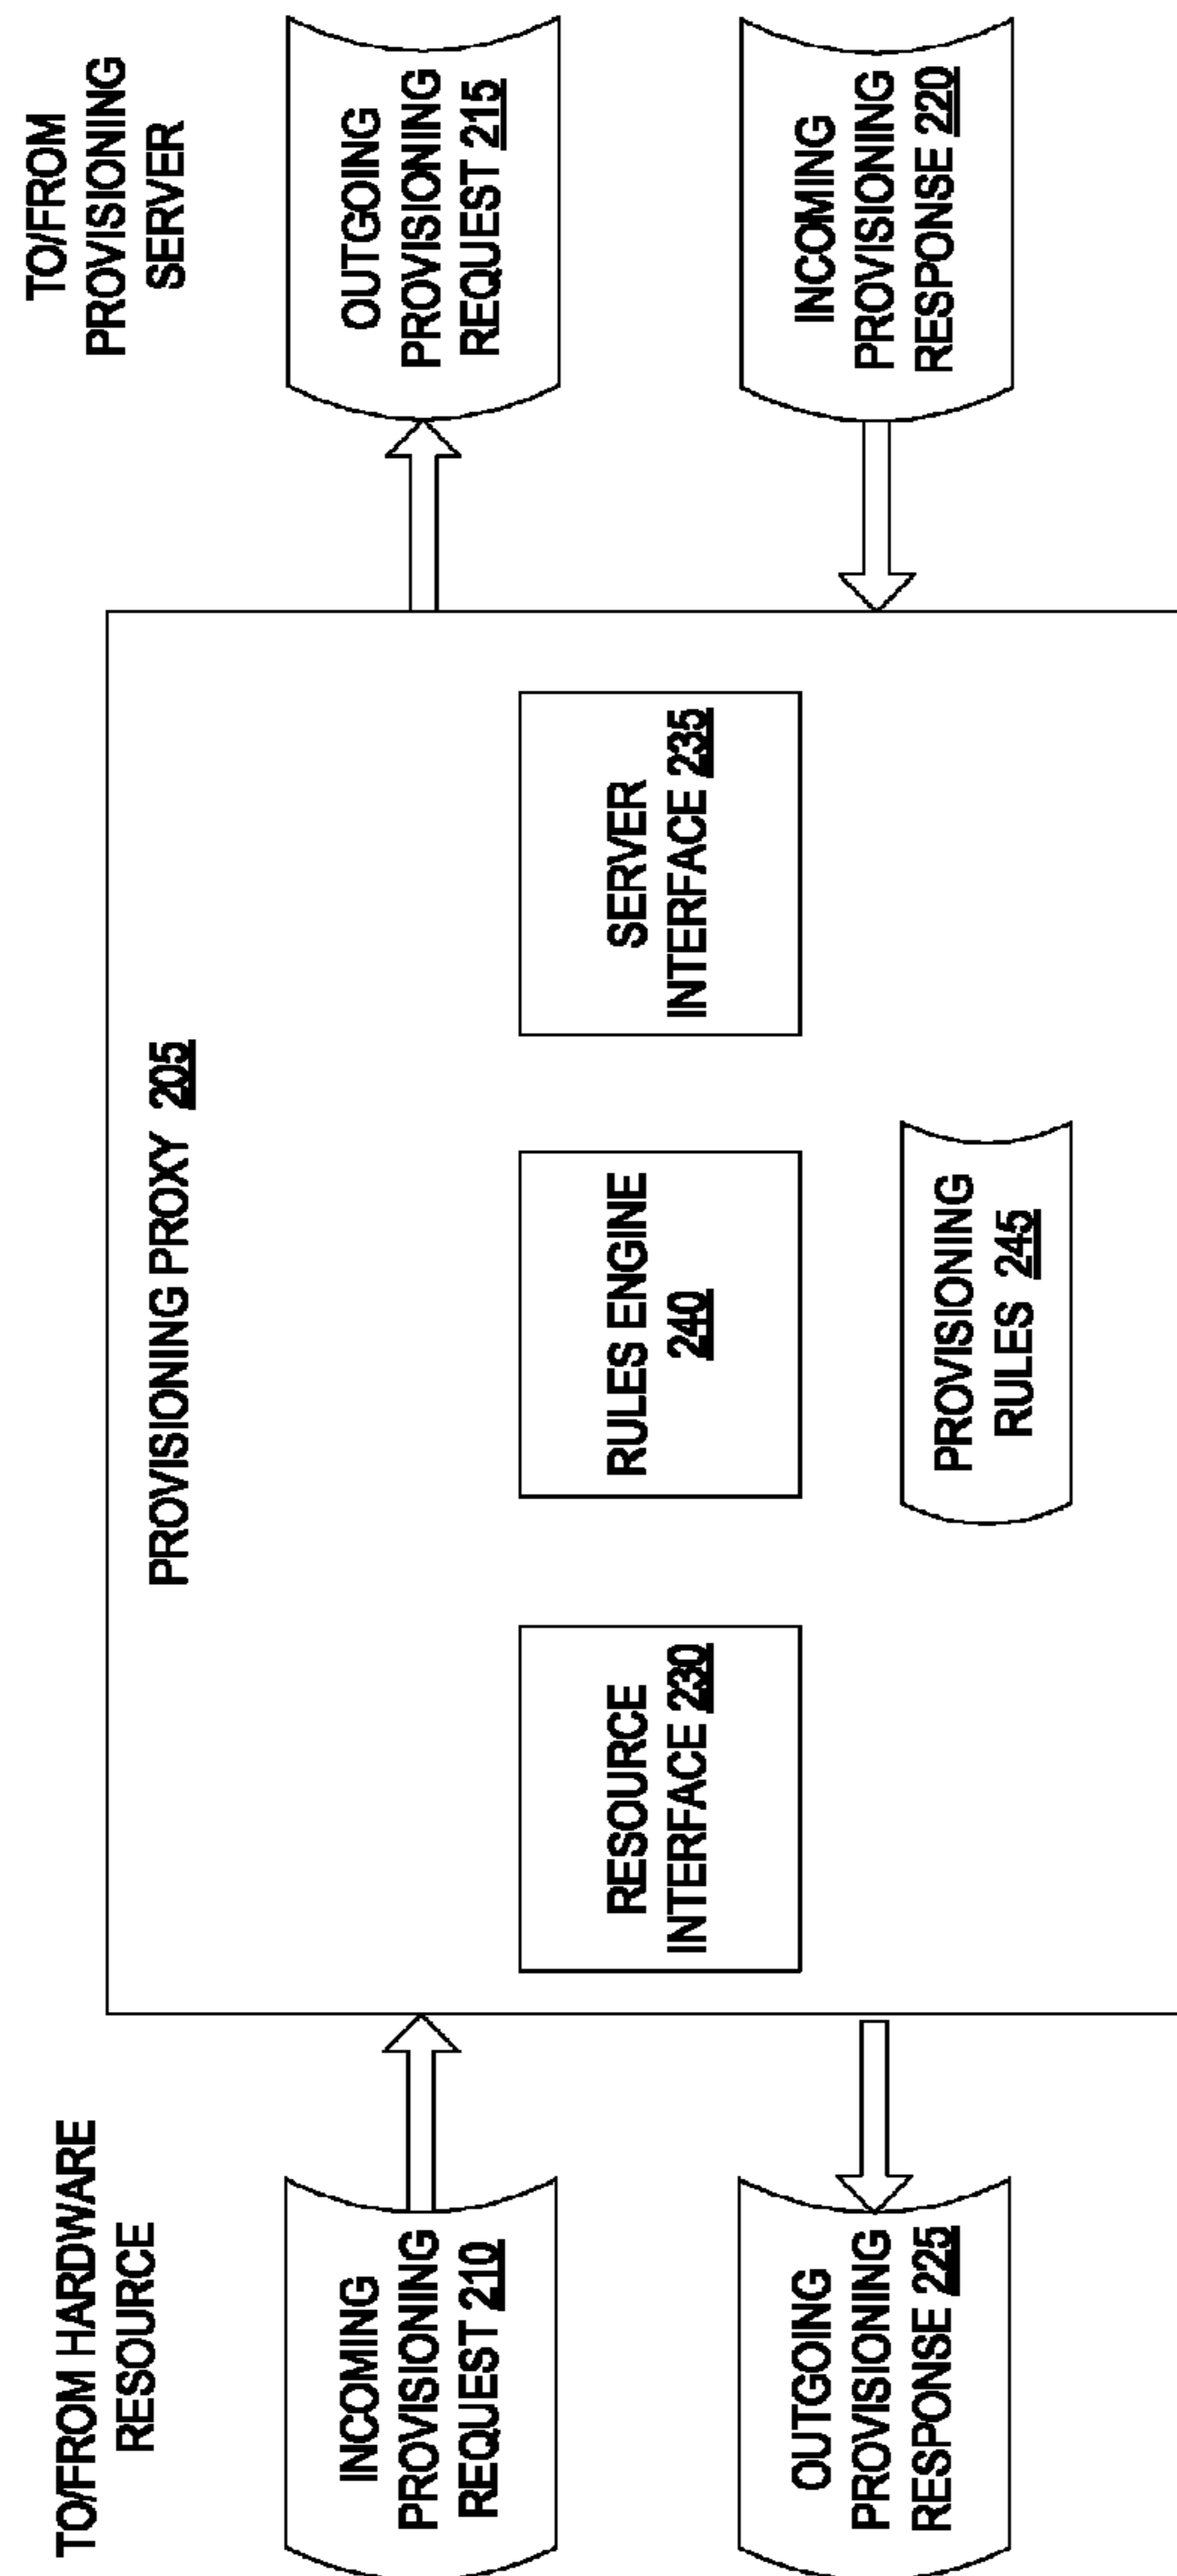 TO/FROM HARDWARE
RESOURCE
INCOMING
PROVISIONING
REQUEST 210
OUTGOING
PROVISIONING
RESPONSE 225
PROVISIONING PROXY 205
RESOURCE
INTERFACE 230
RULES ENGINE
240
PROVISIONING
RULES 245
SERVER
INTERFACE 235
TO/FROM
PROVISIONING
SERVER
OUTGOING
PROVISIONING
REQUEST 215
INCOMING
PROVISIONING
RESPONSE 220